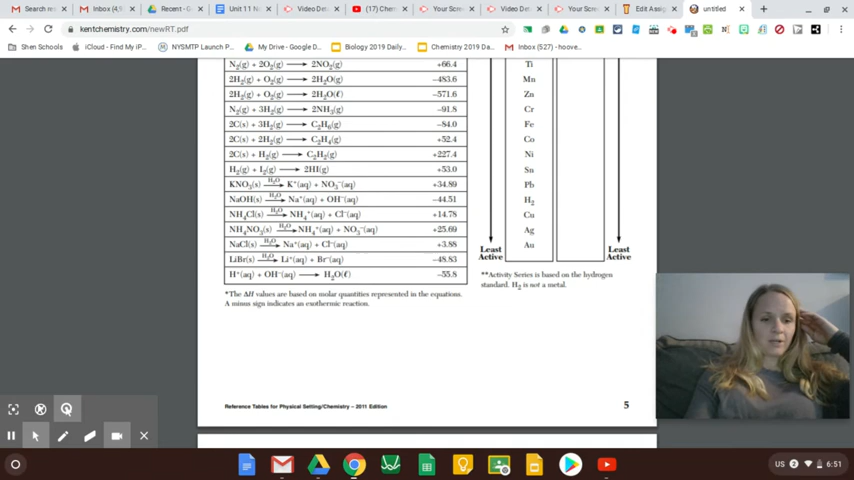 Search res
Inbox (4,9
Recent - G
Unit 11 N
Video Deta
(17) Chem
Your Scree
Video Deta
Your Scree
Edit Assig
untitled
kentchemistry.com/newRT.pdf
Shen Schools
iCloud - Find My iP...
NYSMTP Launch P...
My Drive - Google D...
Biology 2019 Daily...
Chemistry 2019 Da...
Inbox (527) - hoove...
N₂(g) + 2O₂(g) ⟶ 2NO₂(g) +66.4
2H₂(g) + O₂(g) ⟶ 2H₂O(g) –483.6
2H₂(g) + O₂(g) ⟶ 2H₂O(ℓ) –571.6
N₂(g) + 3H₂(g) ⟶ 2NH₃(g) –91.8
2C(s) + 3H₂(g) ⟶ C₂H₆(g) –84.0
2C(s) + 2H₂(g) ⟶ C₂H₄(g) +52.4
2C(s) + H₂(g) ⟶ C₂H₂(g) +227.4
H₂(g) + I₂(g) ⟶ 2HI(g) +53.0
KNO₃(s) H₂O⟶ K⁺(aq) + NO₃⁻(aq) +34.89
NaOH(s) H₂O⟶ Na⁺(aq) + OH⁻(aq) –44.51
NH₄Cl(s) H₂O⟶ NH₄⁺(aq) + Cl⁻(aq) +14.78
NH₄NO₃(s) H₂O⟶ NH₄⁺(aq) + NO₃⁻(aq) +25.69
NaCl(s) H₂O⟶ Na⁺(aq) + Cl⁻(aq) +3.88
LiBr(s) H₂O⟶ Li⁺(aq) + Br⁻(aq) –48.83
H⁺(aq) + OH⁻(aq) ⟶ H₂O(ℓ) –55.8
*The ΔH values are based on molar quantities represented in the equations.
A minus sign indicates an exothermic reaction.
Ti
Mn
Zn
Cr
Fe
Co
Ni
Sn
Pb
H₂
Cu
Ag
Au
Least
Active
Least
Active
**Activity Series is based on the hydrogen
standard. H₂ is not a metal.
Reference Tables for Physical Setting/Chemistry – 2011 Edition
5
US 2 6:51